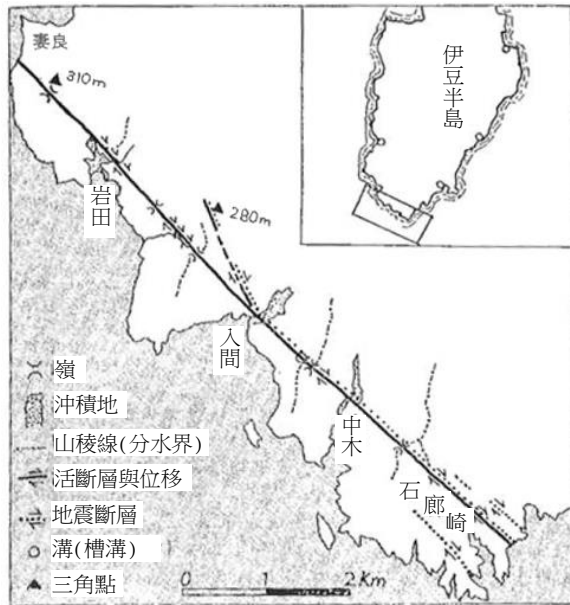 妻良
310m
伊豆半島
岩田
280m
入間
嶺
沖積地
山稜線(分水界)
活斷層與位移
地震斷層
溝(槽溝)
三角點
中木
石廊崎
0 1 2 Km